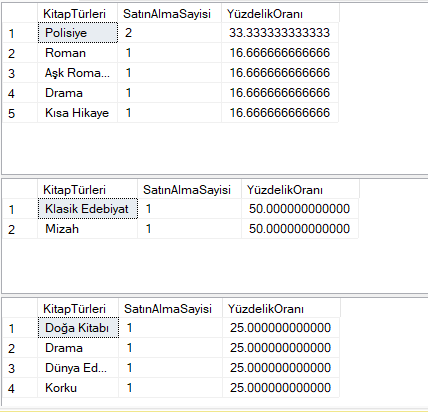 KitapTürleri SatınAlmaSayisi YüzdelikOranı
1 Polisiye 2 33.333333333333
2 Roman 1 16.666666666666
3 Aşk Roma... 1 16.666666666666
4 Drama 1 16.666666666666
5 Kısa Hikaye 1 16.666666666666
KitapTürleri SatınAlmaSayisi YüzdelikOranı
1 Klasik Edebiyat 1 50.000000000000
2 Mizah 1 50.000000000000
KitapTürleri SatınAlmaSayisi YüzdelikOranı
1 Doğa Kitabı 1 25.000000000000
2 Drama 1 25.000000000000
3 Dünya Ed... 1 25.000000000000
4 Korku 1 25.000000000000